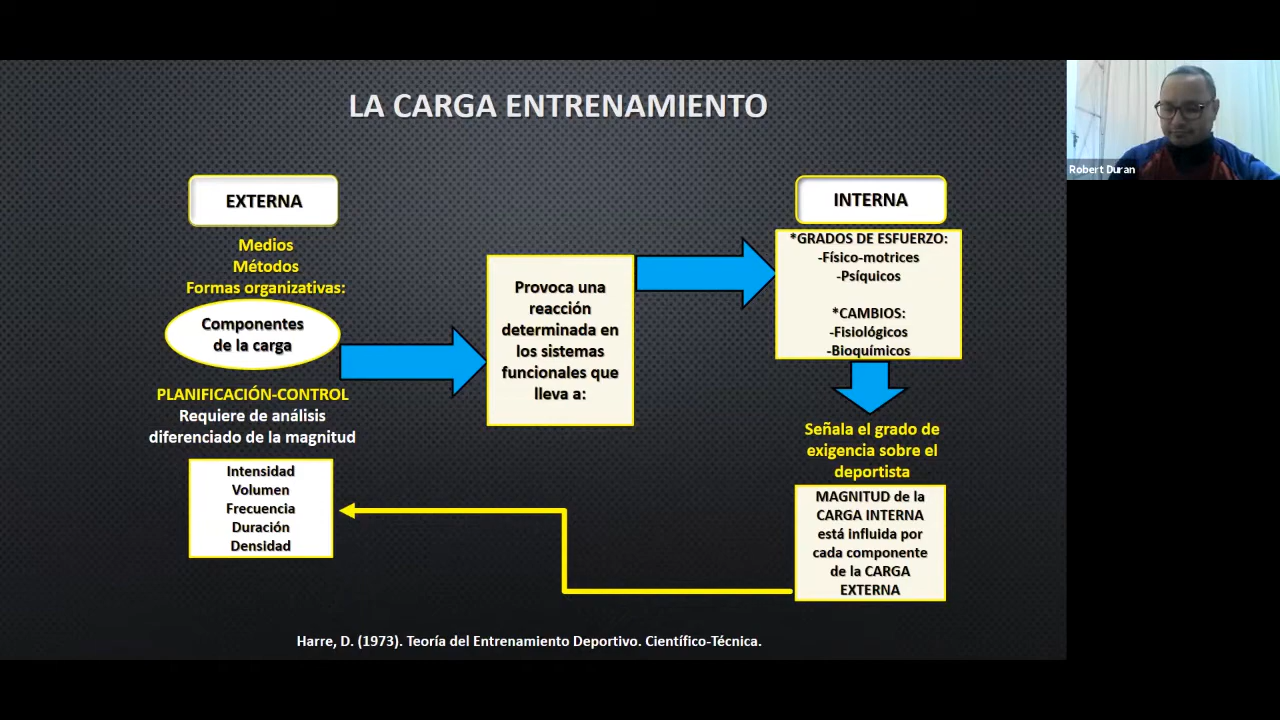 LA CARGA ENTRENAMIENTO
EXTERNA
Medios
Métodos
Formas organizativas:
Componentes
de la carga
PLANIFICACIÓN-CONTROL
Requiere de análisis
diferenciado de la magnitud
Intensidad
Volumen
Frecuencia
Duración
Densidad
Provoca una
reacción
determinada en
los sistemas
funcionales que
lleva a:
INTERNA
*GRADOS DE ESFUERZO:
-Físico-motrices
-Psíquicos
*CAMBIOS:
-Fisiológicos
-Bioquímicos
Señala el grado de
exigencia sobre el
deportista
MAGNITUD de la
CARGA INTERNA
está influida por
cada componente
de la CARGA
EXTERNA
Harre, D. (1973). Teoría del Entrenamiento Deportivo. Científico-Técnica.
Robert Duran